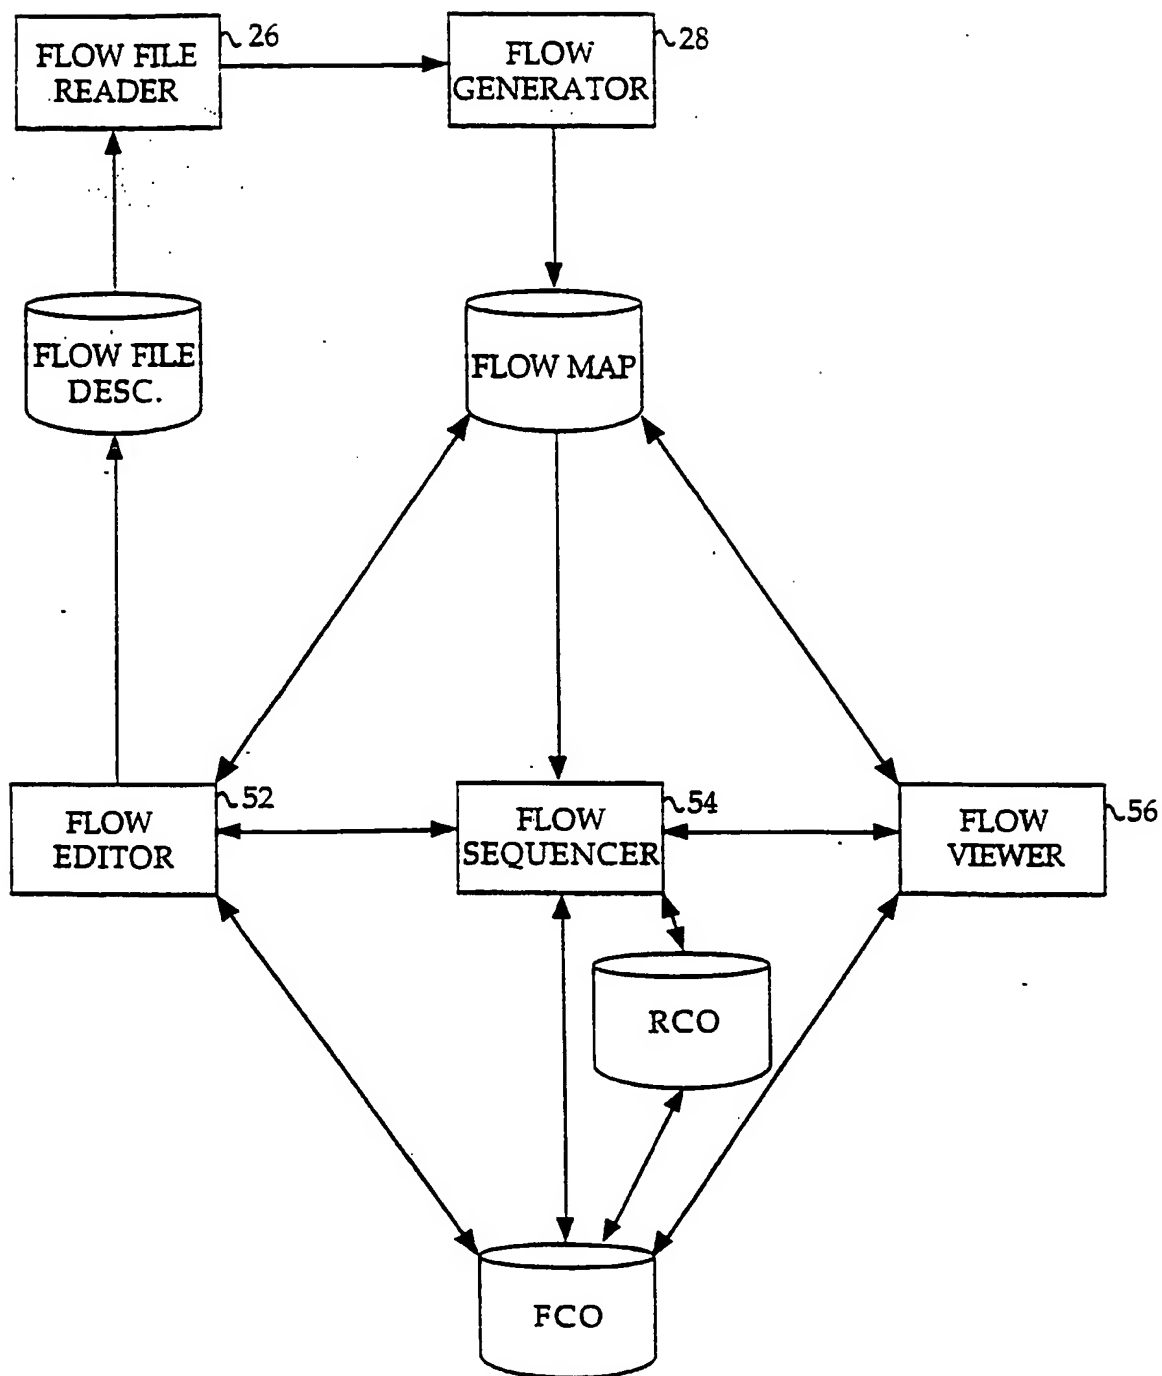 FLOW FILE
READER
26
FLOW
GENERATOR
28
FLOW FILE
DESC.
FLOW MAP
FLOW
EDITOR
52
FLOW
SEQUENCER
54
FLOW
VIEWER
56
RCO
FCO